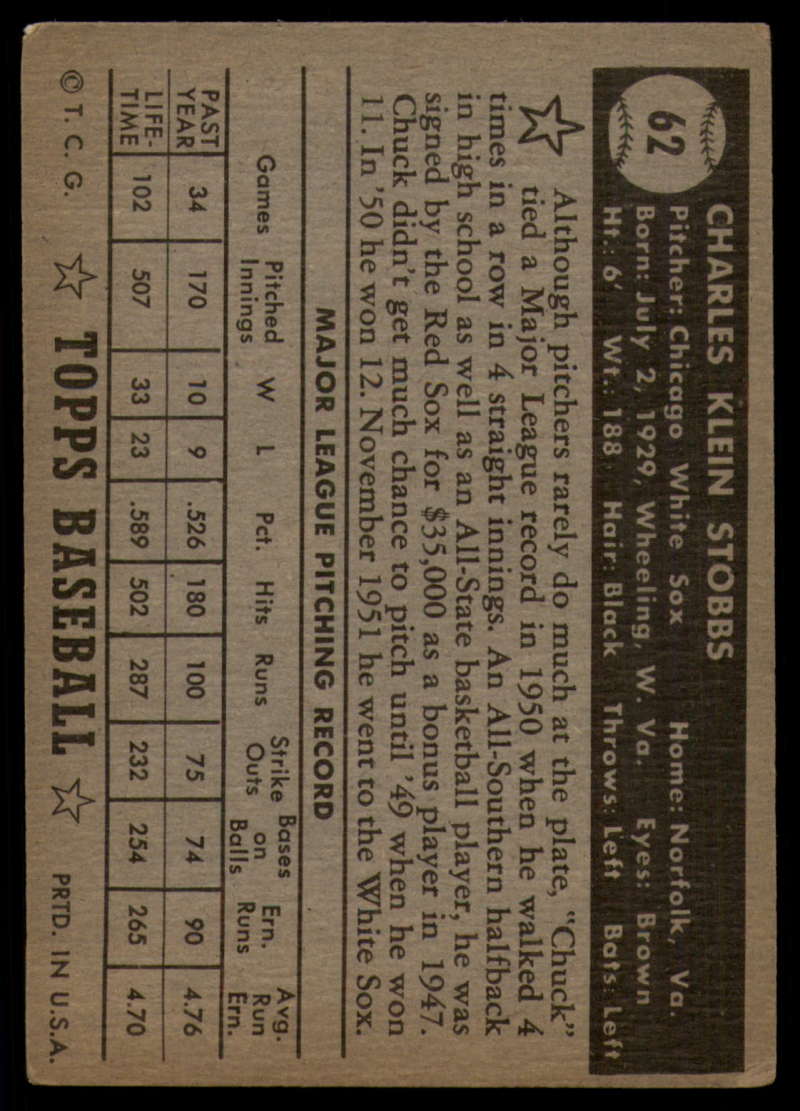 62
CHARLES KLEIN STOBBS
Pitcher: Chicago White Sox Home: Norfolk, Va.
Born: July 2, 1929, Wheeling, W. Va. Eyes: Brown
Ht.: 6' Wt.: 188 Hair: Black Throws: Left Bats: Left
Although pitchers rarely do much at the plate, "Chuck"
tied a Major League record in 1950 when he walked 4
times in a row in 4 straight innings. An All-Southern halfback
in high school as well as an All-State basketball player, he was
signed by the Red Sox for $35,000 as a bonus player in 1947.
Chuck didn't get much chance to pitch until '49 when he won
11. In '50 he won 12. November 1951 he went to the White Sox.
MAJOR LEAGUE PITCHING RECORD
Games Pitched Innings W L Pct. Hits Runs Strike Outs Bases on Balls Ern. Runs Avg. Run Ern.
PAST YEAR 34 170 10 9 .526 180 100 75 74 90 4.76
LIFE-TIME 102 507 33 23 .589 502 287 232 254 265 4.70
© T. C. G. TOPPS BASEBALL PRTD. IN U.S.A.